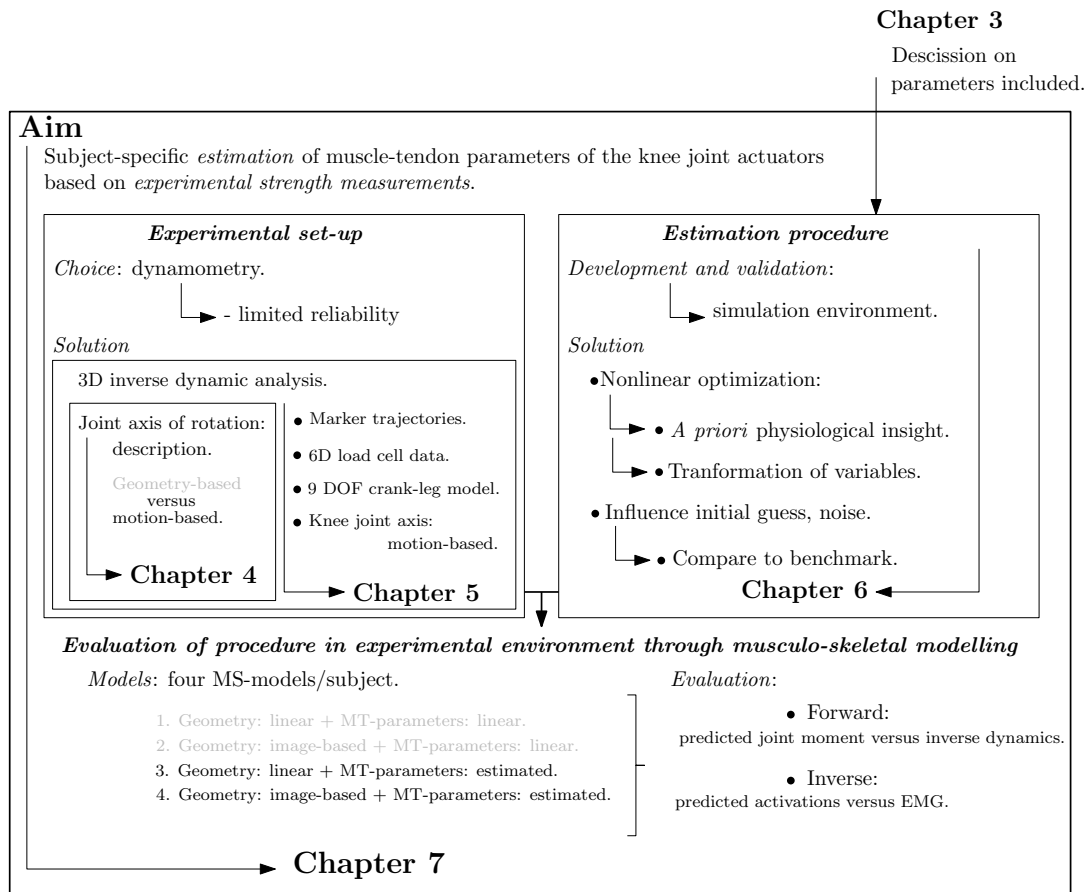 Chapter 3
Descission on
parameters included.
Aim
Subject-specific estimation of muscle-tendon parameters of the knee joint actuators
based on experimental strength measurements.
Experimental set-up
Choice: dynamometry.
- limited reliability
Solution
3D inverse dynamic analysis.
Joint axis of rotation:
description.
Geometry-based
versus
motion-based.
Chapter 4
• Marker trajectories.
• 6D load cell data.
• 9 DOF crank-leg model.
• Knee joint axis:
motion-based.
Chapter 5
Estimation procedure
Development and validation:
simulation environment.
Solution
•Nonlinear optimization:
• A priori physiological insight.
• Tranformation of variables.
• Influence initial guess, noise.
• Compare to benchmark.
Chapter 6
Evaluation of procedure in experimental environment through musculo-skeletal modelling
Models: four MS-models/subject.
1. Geometry: linear + MT-parameters: linear.
2. Geometry: image-based + MT-parameters: linear.
3. Geometry: linear + MT-parameters: estimated.
4. Geometry: image-based + MT-parameters: estimated.
Evaluation:
• Forward:
predicted joint moment versus inverse dynamics.
• Inverse:
predicted activations versus EMG.
Chapter 7